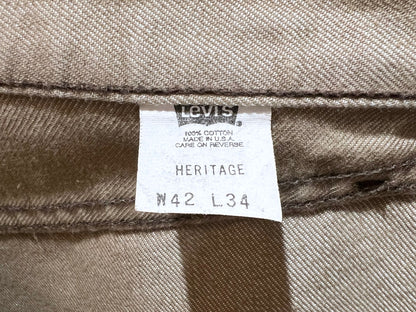 Levi's
®
100% COTTON
MADE IN U.S.A.
CARE ON REVERSE
HERITAGE
W42 L34